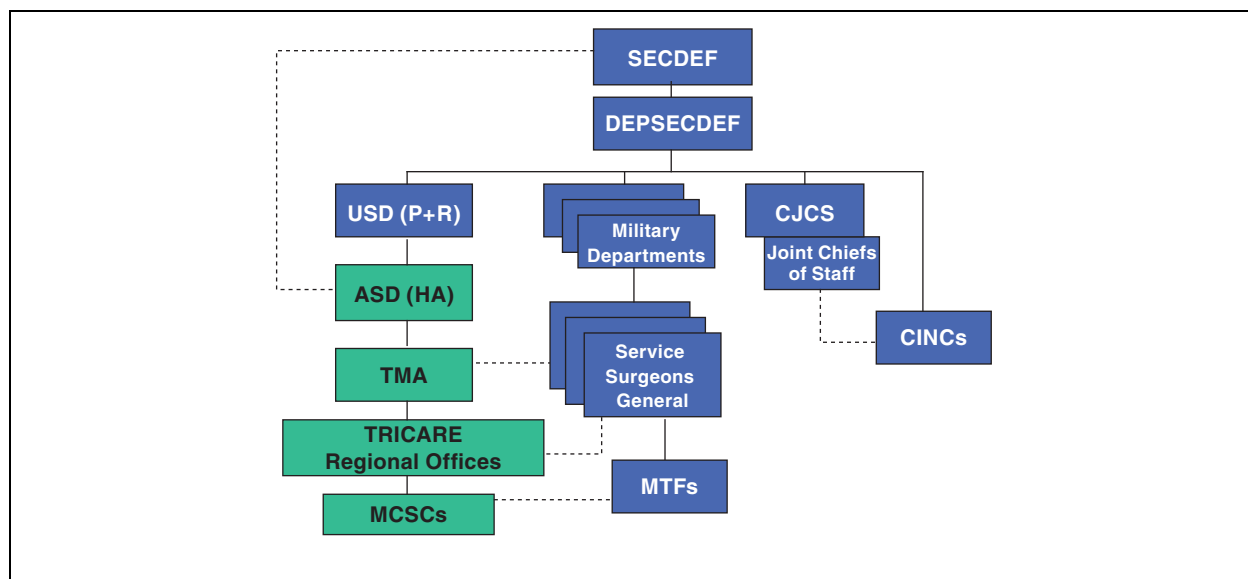 SECDEF
DEPSECDEF
USD (P+R)
Military
Departments
CJCS
Joint Chiefs
of Staff
ASD (HA)
CINCs
TMA
Service
Surgeons
General
TRICARE
Regional Offices
MTFs
MCSCs